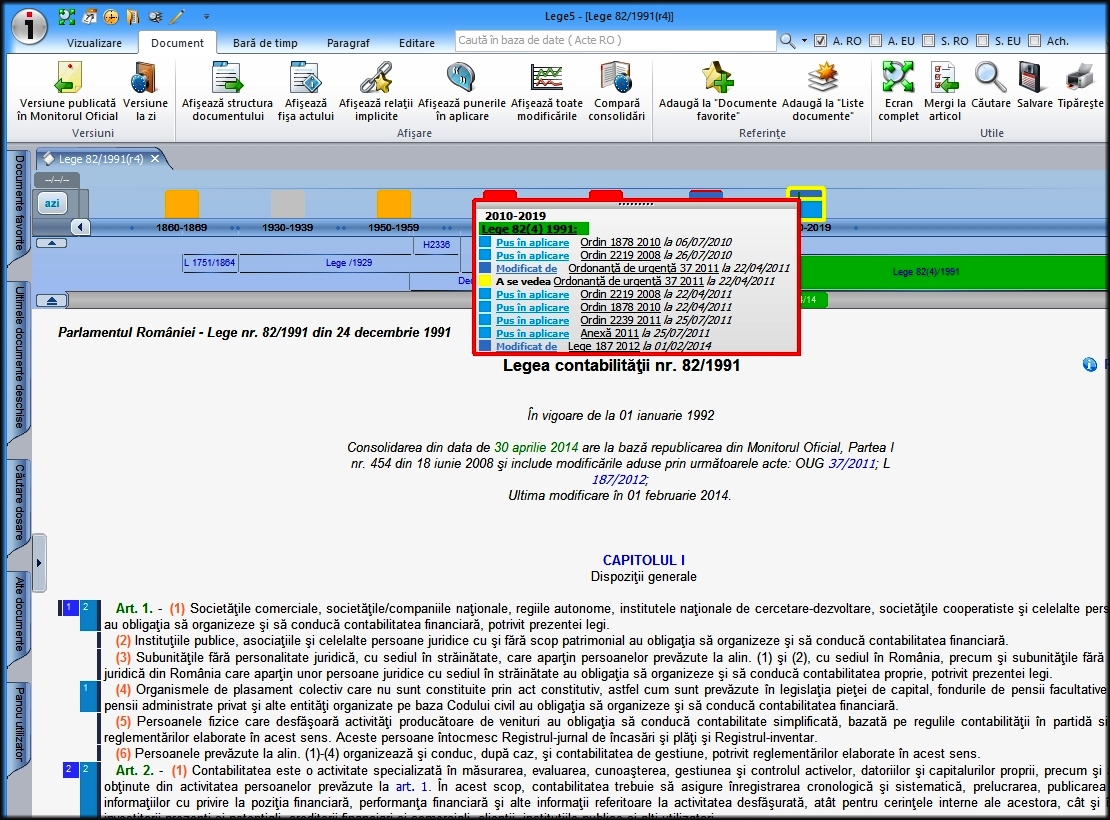 Lege5 - [Lege 82/1991(r4)]
Vizualizare Document Bară de timp Paragraf Editare Caută în baza de date ( Acte RO ) A. RO A. EU S. RO S. EU Ach.
Versiune publicată în Monitorul Oficial
Versiune la zi
Afişează structura documentului
Afişează fişa actului
Afişează relaţii implicite
Afişează punerile în aplicare
Afişează toate modificările
Compară consolidări
Adaugă la "Documente favorite"
Adaugă la "Liste documente"
Ecran complet
Mergi la articol
Căutare
Salvare
Tipăreşte
Versiuni Afişare Referinţe Utile
Documente favorite
Ultimele documente deschise
Căutare dosare
Alte documente
Panou utilizator
Lege 82/1991(r4)
--/--/--
azi
1860-1869 1930-1939 1950-1959 0-2019
H2336
L 1751/1864 Lege /1929
Lege 82(4)/1991
/14
2010-2019
Lege 82(4) 1991:
Pus în aplicare Ordin 1878 2010 la 06/07/2010
Pus în aplicare Ordin 2219 2008 la 26/07/2010
Modificat de Ordonanţă de urgenţă 37 2011 la 22/04/2011
A se vedea Ordonanţă de urgenţă 37 2011 la 22/04/2011
Pus în aplicare Ordin 2219 2008 la 22/04/2011
Pus în aplicare Ordin 1878 2010 la 22/04/2011
Pus în aplicare Ordin 2239 2011 la 25/07/2011
Pus în aplicare Anexă 2011 la 25/07/2011
Modificat de Lege 187 2012 la 01/02/2014
Parlamentul României - Lege nr. 82/1991 din 24 decembrie 1991
Legea contabilităţii nr. 82/1991
În vigoare de la 01 ianuarie 1992
Consolidarea din data de 30 aprilie 2014 are la bază republicarea din Monitorul Oficial, Partea I
nr. 454 din 18 iunie 2008 şi include modificările aduse prin următoarele acte: OUG 37/2011; L
187/2012;
Ultima modificare în 01 februarie 2014.
CAPITOLUL I
Dispoziţii generale
1 2 Art. 1. - (1) Societăţile comerciale, societăţile/companiile naţionale, regiile autonome, institutele naţionale de cercetare-dezvoltare, societăţile cooperatiste şi celelalte pers
au obligaţia să organizeze şi să conducă contabilitatea financiară, potrivit prezentei legi.
(2) Instituţiile publice, asociaţiile şi celelalte persoane juridice cu şi fără scop patrimonial au obligaţia să organizeze şi să conducă contabilitatea financiară.
(3) Subunităţile fără personalitate juridică, cu sediul în străinătate, care aparţin persoanelor prevăzute la alin. (1) şi (2), cu sediul în România, precum şi subunităţile fără
juridică din România care aparţin unor persoane juridice cu sediul în străinătate au obligaţia să organizeze şi să conducă contabilitatea proprie, potrivit prezentei legi.
1 (4) Organismele de plasament colectiv care nu sunt constituite prin act constitutiv, astfel cum sunt prevăzute în legislaţia pieţei de capital, fondurile de pensii facultative
pensii administrate privat şi alte entităţi organizate pe baza Codului civil au obligaţia să organizeze şi să conducă contabilitatea financiară.
(5) Persoanele fizice care desfăşoară activităţi producătoare de venituri au obligaţia să conducă contabilitate simplificată, bazată pe regulile contabilităţii în partidă si
reglementărilor elaborate în acest sens. Aceste persoane întocmesc Registrul-jurnal de încasări şi plăţi şi Registrul-inventar.
(6) Persoanele prevăzute la alin. (1)-(4) organizează şi conduc, după caz, şi contabilitatea de gestiune, potrivit reglementărilor elaborate în acest sens.
2 2 Art. 2. - (1) Contabilitatea este o activitate specializată în măsurarea, evaluarea, cunoaşterea, gestiunea şi controlul activelor, datoriilor şi capitalurilor proprii, precum şi
obţinute din activitatea persoanelor prevăzute la art. 1. În acest scop, contabilitatea trebuie să asigure înregistrarea cronologică şi sistematică, prelucrarea, publicarea
informaţiilor cu privire la poziţia financiară, performanţa financiară şi alte informaţii referitoare la activitatea desfăşurată, atât pentru cerinţele interne ale acestora, cât şi î